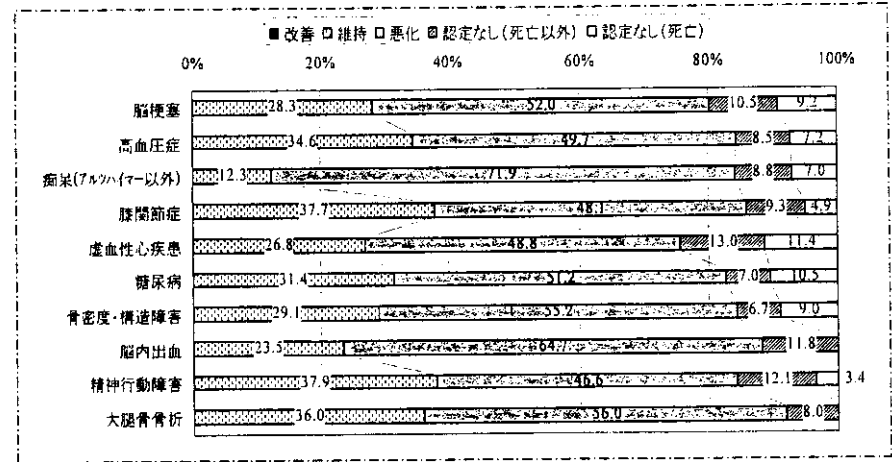 ■改善 □維持 □悪化 ▨認定なし(死亡以外) □認定なし(死亡)
0% 20% 40% 60% 80% 100%
脳梗塞 28.3 52.0 10.5 9.2
高血圧症 34.6 49.7 8.5 7.2
痴呆(アルツハイマー以外) 12.3 71.9 8.8 7.0
膝関節症 37.7 48.1 9.3 4.9
虚血性心疾患 26.8 48.8 13.0 11.4
糖尿病 31.4 51.2 7.0 10.5
骨密度・構造障害 29.1 55.2 6.7 9.0
脳内出血 23.5 64.7 11.8
精神行動障害 37.9 46.6 12.1 3.4
大腿骨骨折 36.0 56.0 8.0